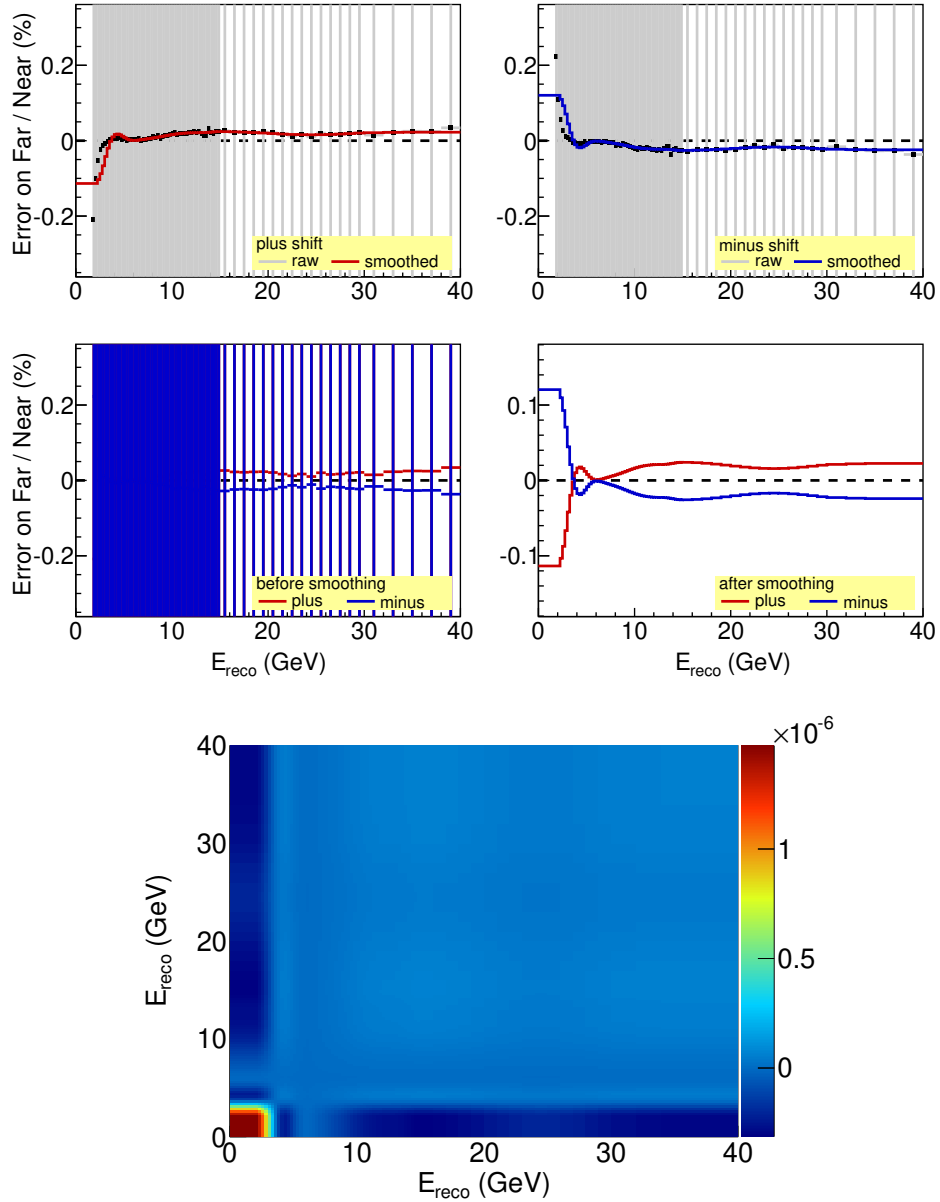 Error on Far / Near (%)
0.2
0
-0.2
plus shift
raw smoothed
0 10 20 30 40
0.2
0
-0.2
minus shift
raw smoothed
0 10 20 30 40
Error on Far / Near (%)
0.2
0
-0.2
before smoothing
plus minus
0 10 20 30 40
E_reco (GeV)
0.1
0
-0.1
after smoothing
plus minus
0 10 20 30 40
E_reco (GeV)
×10^-6
E_reco (GeV)
40
30
20
10
0
1
0.5
0
0 10 20 30 40
E_reco (GeV)